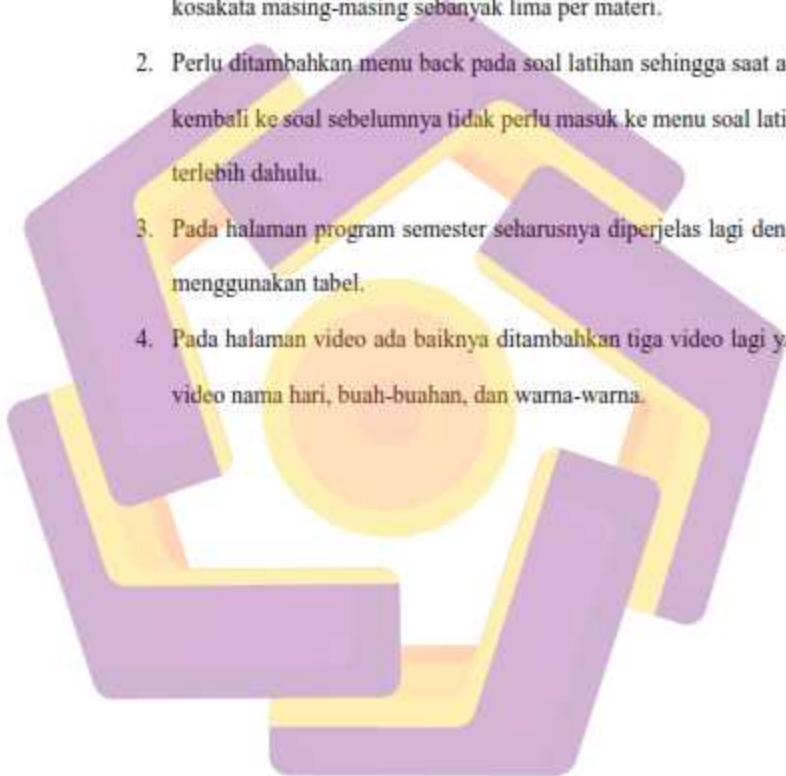 kosakata masing-masing sebanyak lima per materi.
2. Perlu ditambahkan menu back pada soal latihan sehingga saat
kembali ke soal sebelumnya tidak perlu masuk ke menu soal
terlebih dahulu.
3. Pada halaman program semester seharusnya diperjelas lagi
menggunakan tabel.
4. Pada halaman video ada baiknya ditambahkan tiga video lagi
video nama hari, buah-buahan, dan warna-warna.